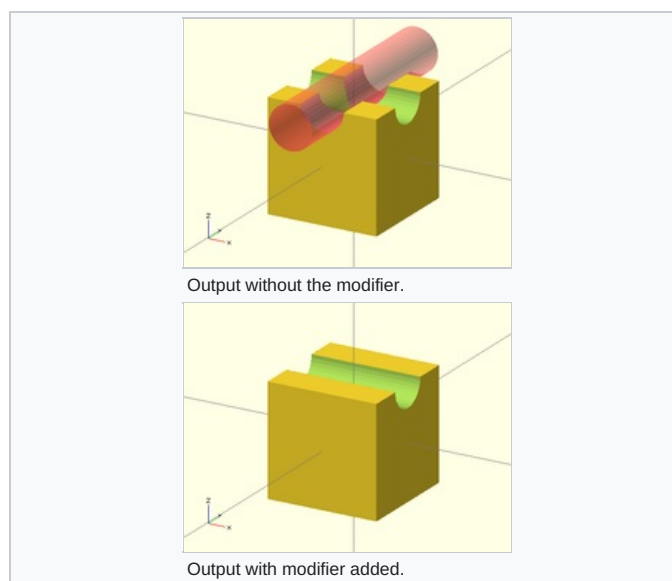 z
y
x
Output without the modifier.
z
y
x
Output with modifier added.